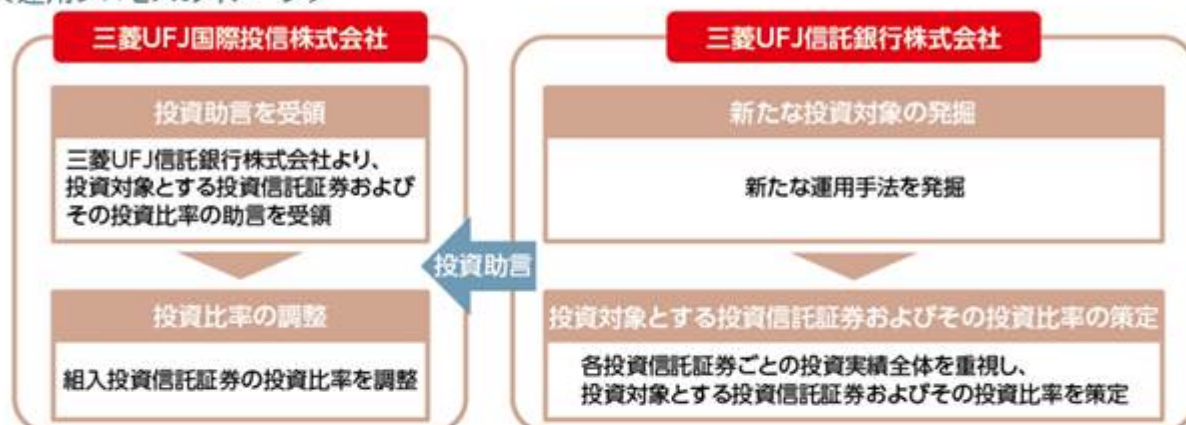 三菱UFJ国際投信株式会社
投資助言を受領
三菱UFJ信託銀行株式会社より、
投資対象とする投資信託証券および
その投資比率の助言を受領
投資比率の調整
組入投資信託証券の投資比率を調整
投資助言
三菱UFJ信託銀行株式会社
新たな投資対象の発掘
新たな運用手法を発掘
投資対象とする投資信託証券およびその投資比率の策定
各投資信託証券ごとの投資実績全体を重視し、
投資対象とする投資信託証券およびその投資比率を策定